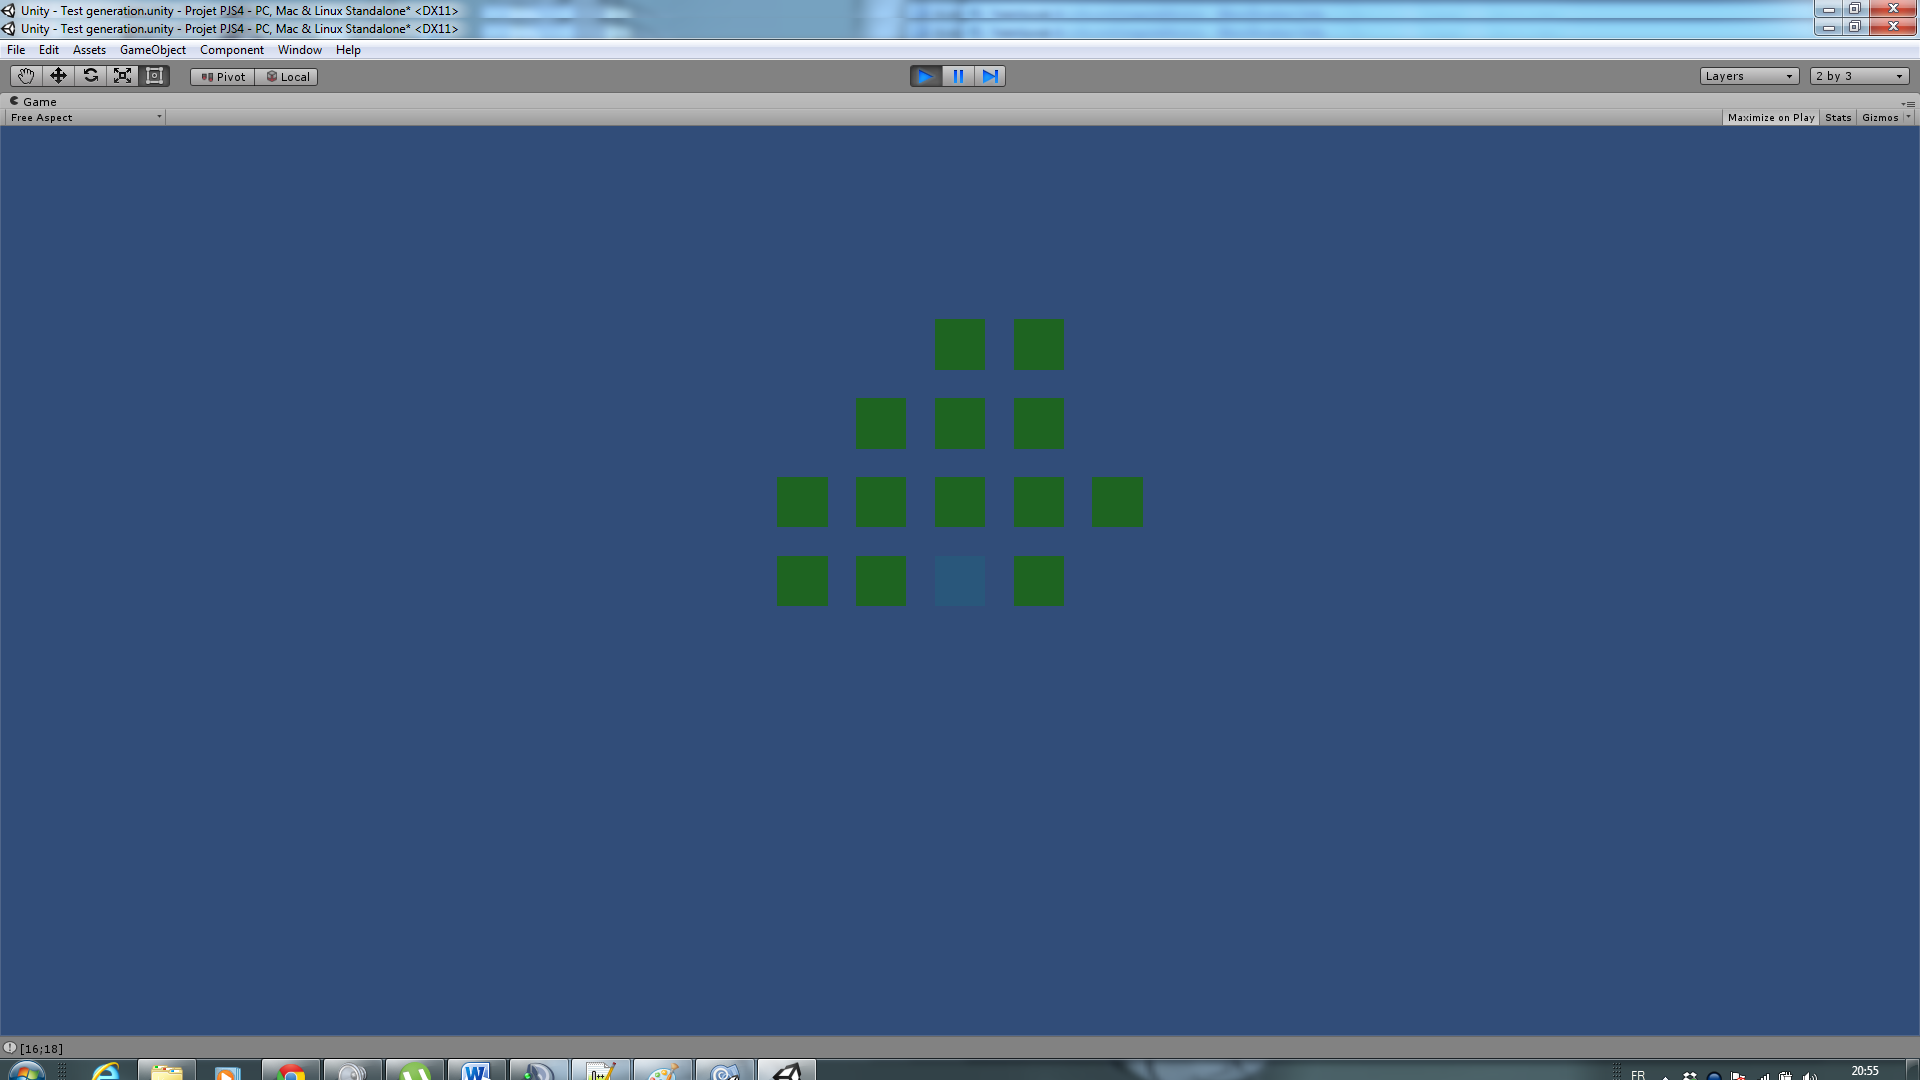 Unity - Test generation.unity - Projet PJS4 - PC, Mac & Linux Standalone* <DX11>
Unity - Test generation.unity - Projet PJS4 - PC, Mac & Linux Standalone* <DX11>
File Edit Assets GameObject Component Window Help
Pivot Local Layers 2 by 3
Game
Free Aspect Maximize on Play Stats Gizmos
[16;18]
FR 20:55